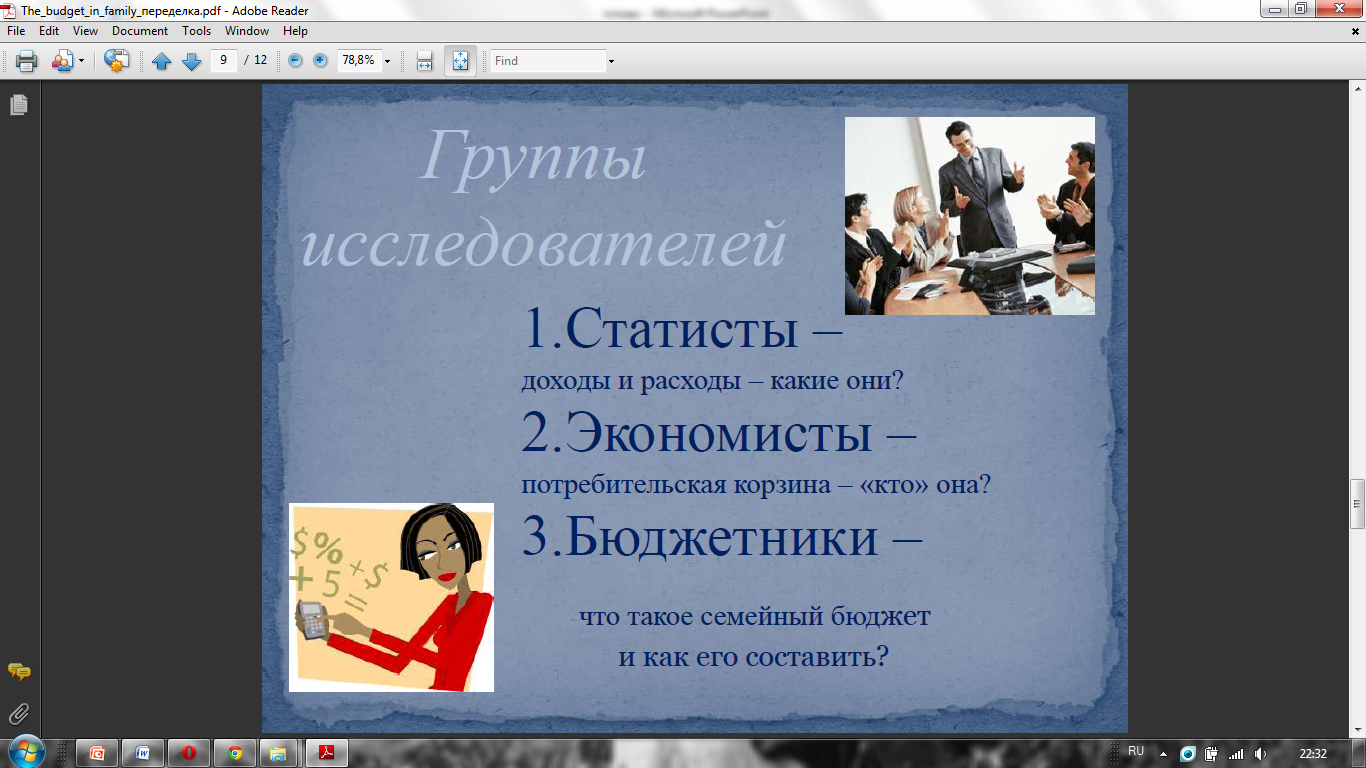 The_budget_in_family_переделка.pdf - Adobe Reader
File Edit View Document Tools Window Help
9 / 12 78,8% Find
Группы
исследователей
1.Статисты –
доходы и расходы – какие они?
2.Экономисты –
потребительская корзина – «кто» она?
3.Бюджетники –
что такое семейный бюджет
и как его составить?
$%
+$
+5
=
RU 22:32